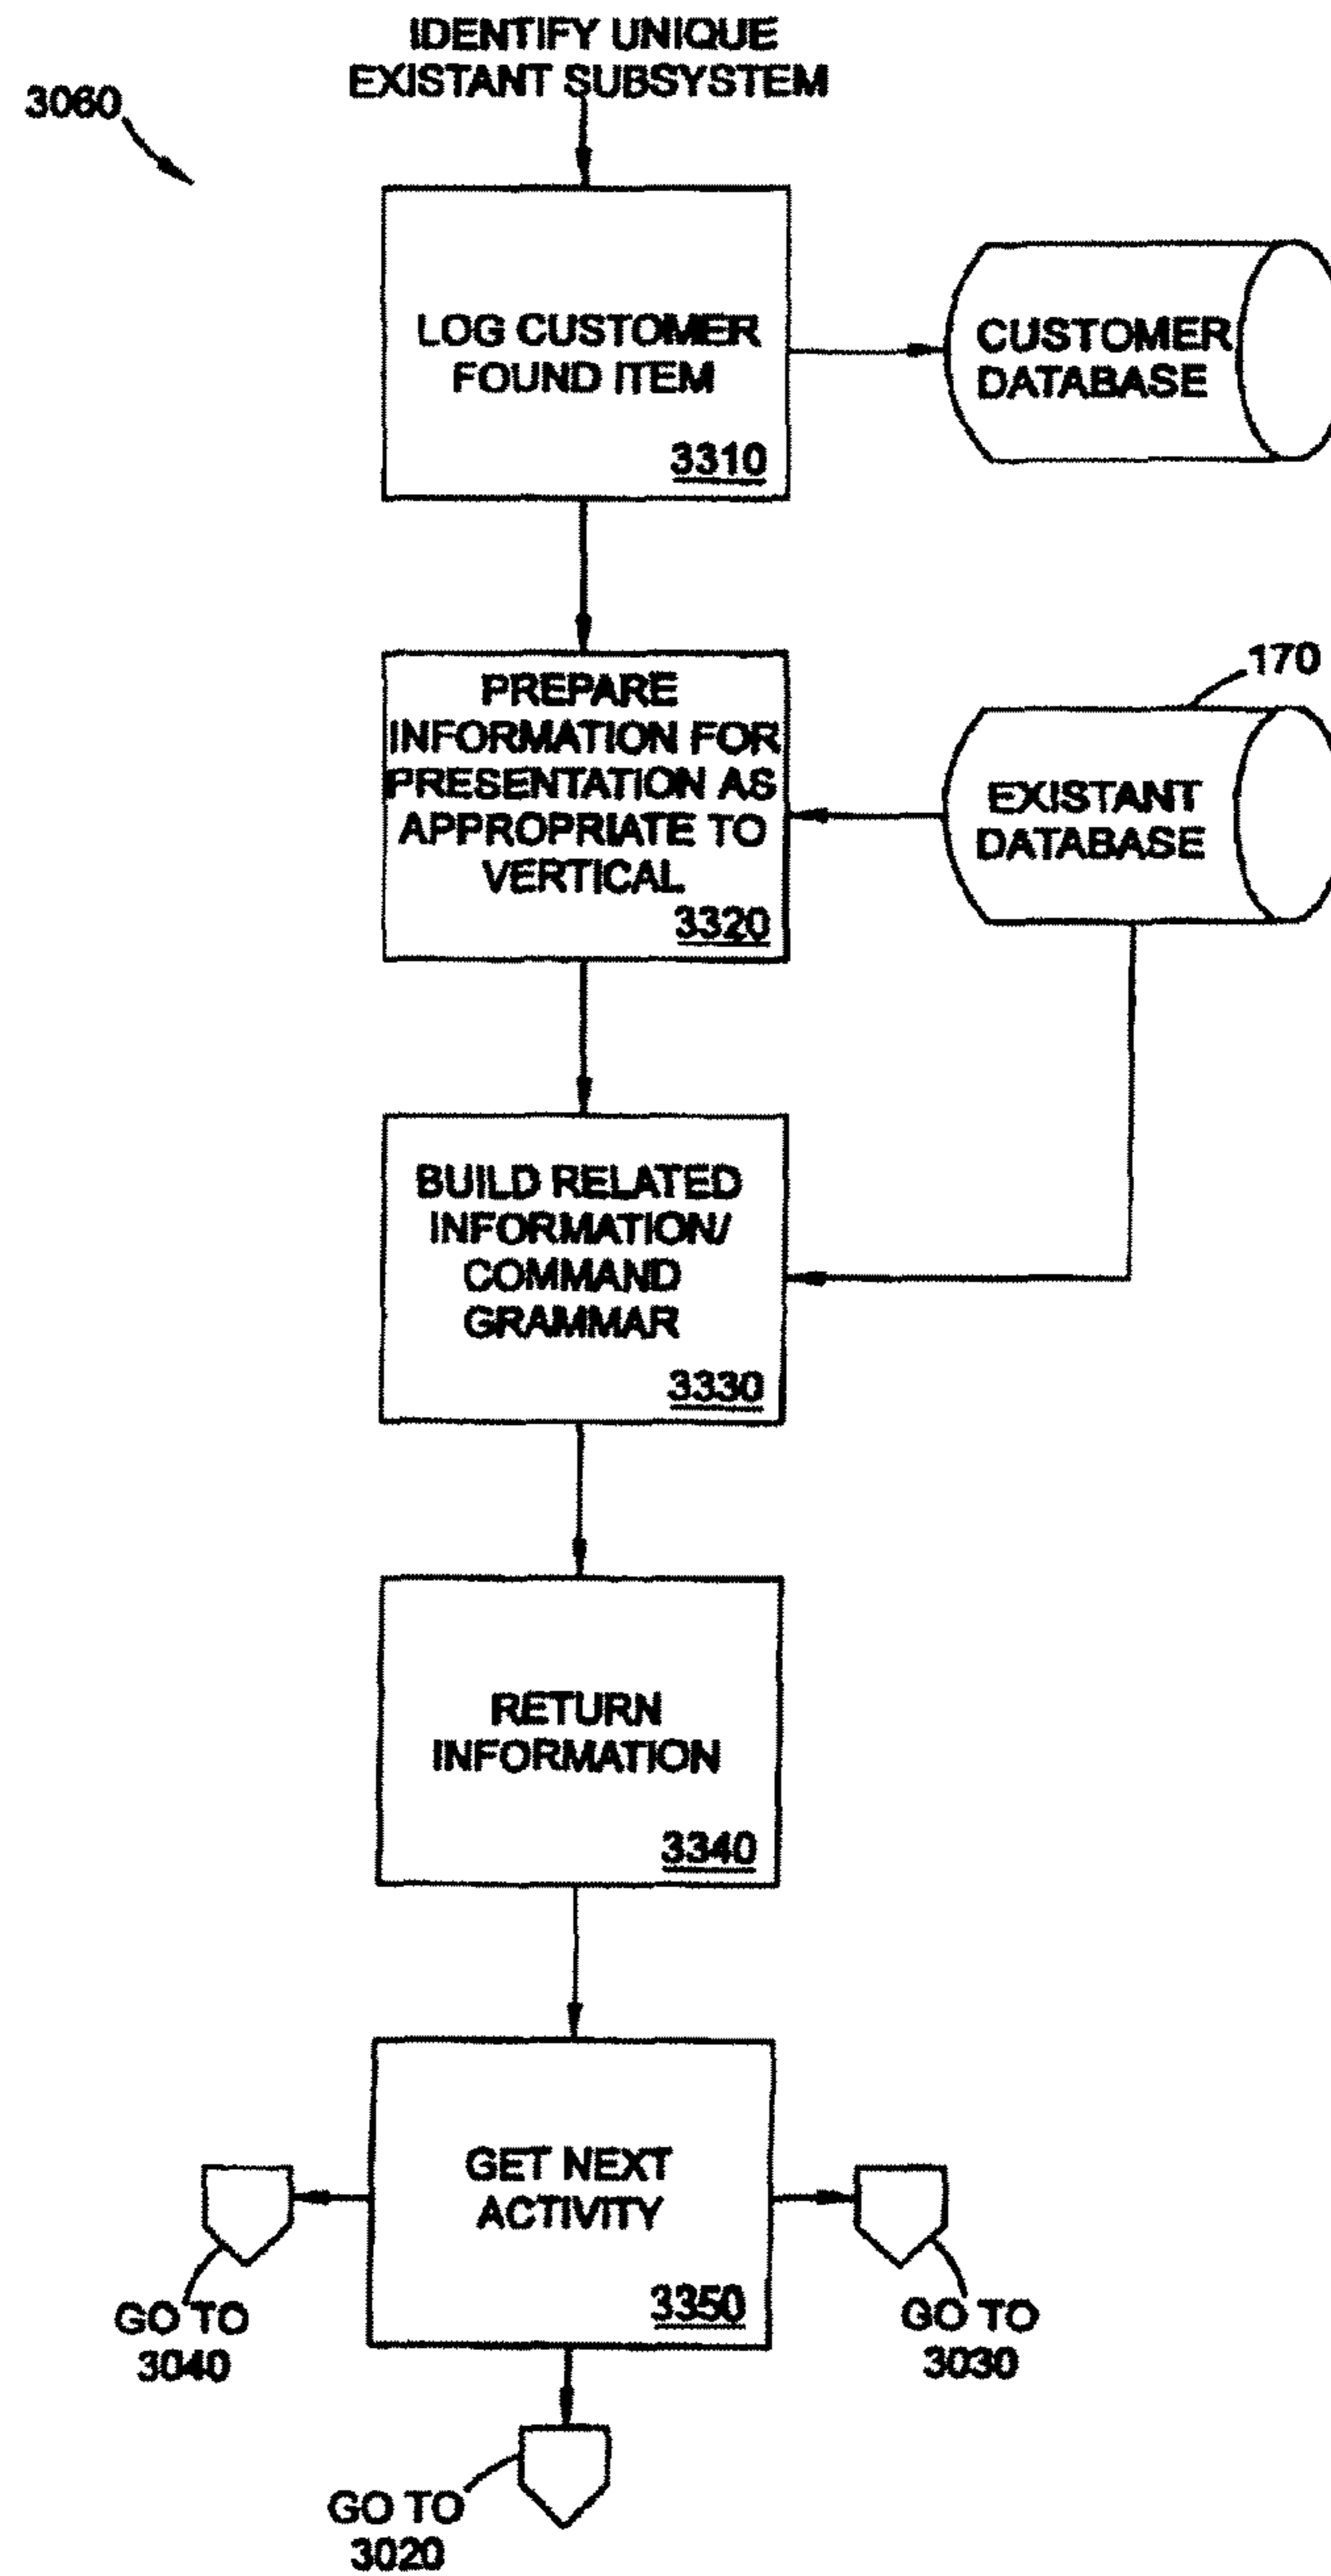 IDENTIFY UNIQUE
EXISTANT SUBSYSTEM
3060
LOG CUSTOMER
FOUND ITEM
3310
CUSTOMER
DATABASE
PREPARE
INFORMATION FOR
PRESENTATION AS
APPROPRIATE TO
VERTICAL
3320
170
EXISTANT
DATABASE
BUILD RELATED
INFORMATION/
COMMAND
GRAMMAR
3330
RETURN
INFORMATION
3340
GET NEXT
ACTIVITY
3350
GO TO
3040
GO TO
3030
GO TO
3020